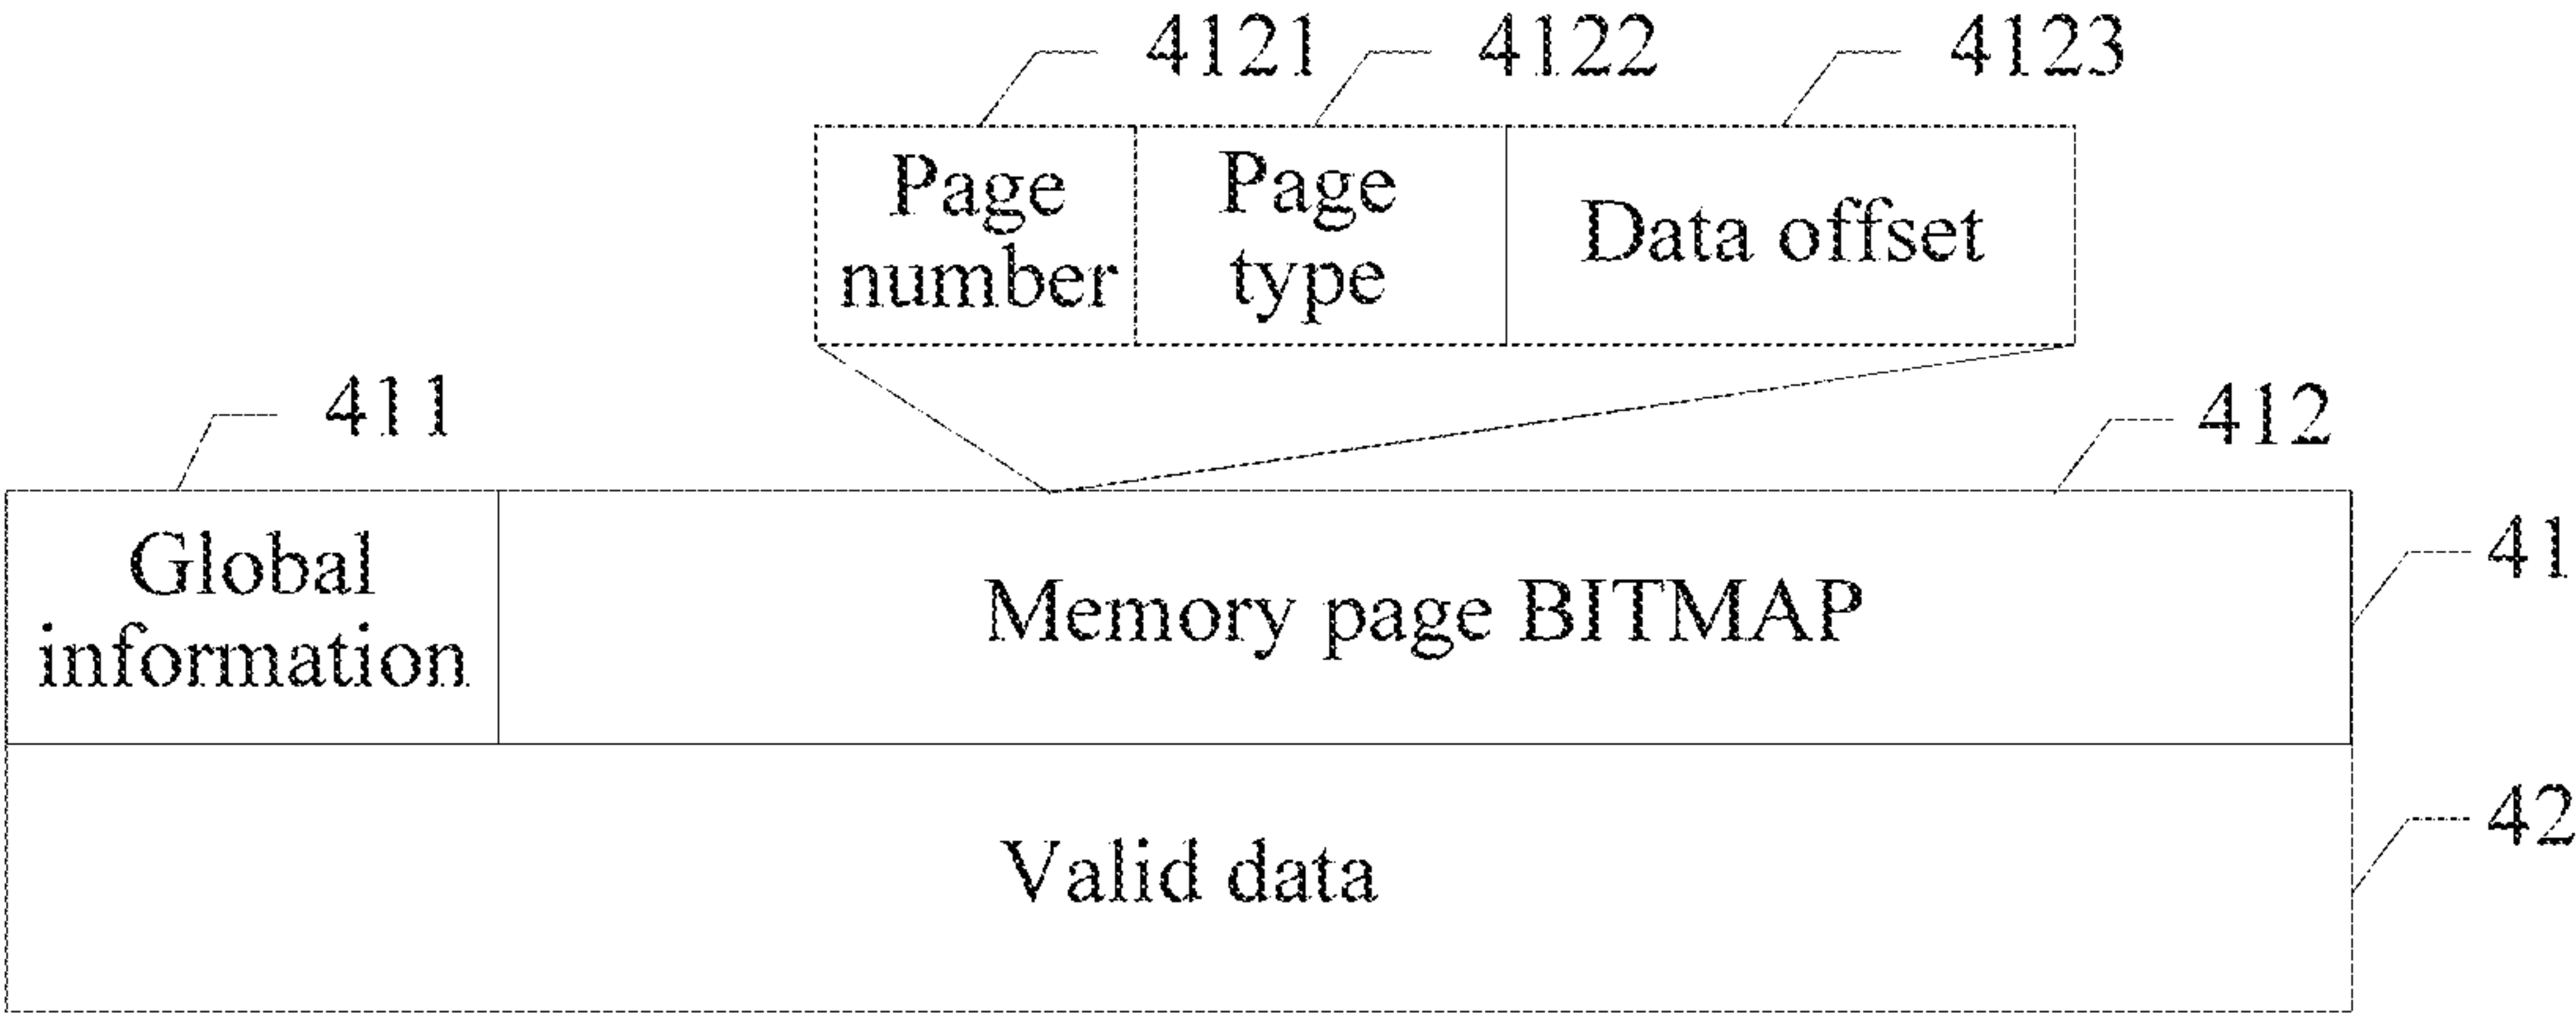 4121 4122 4123
Page number
Page type
Data offset
411
412
Global information
Memory page BITMAP
41
Valid data
42